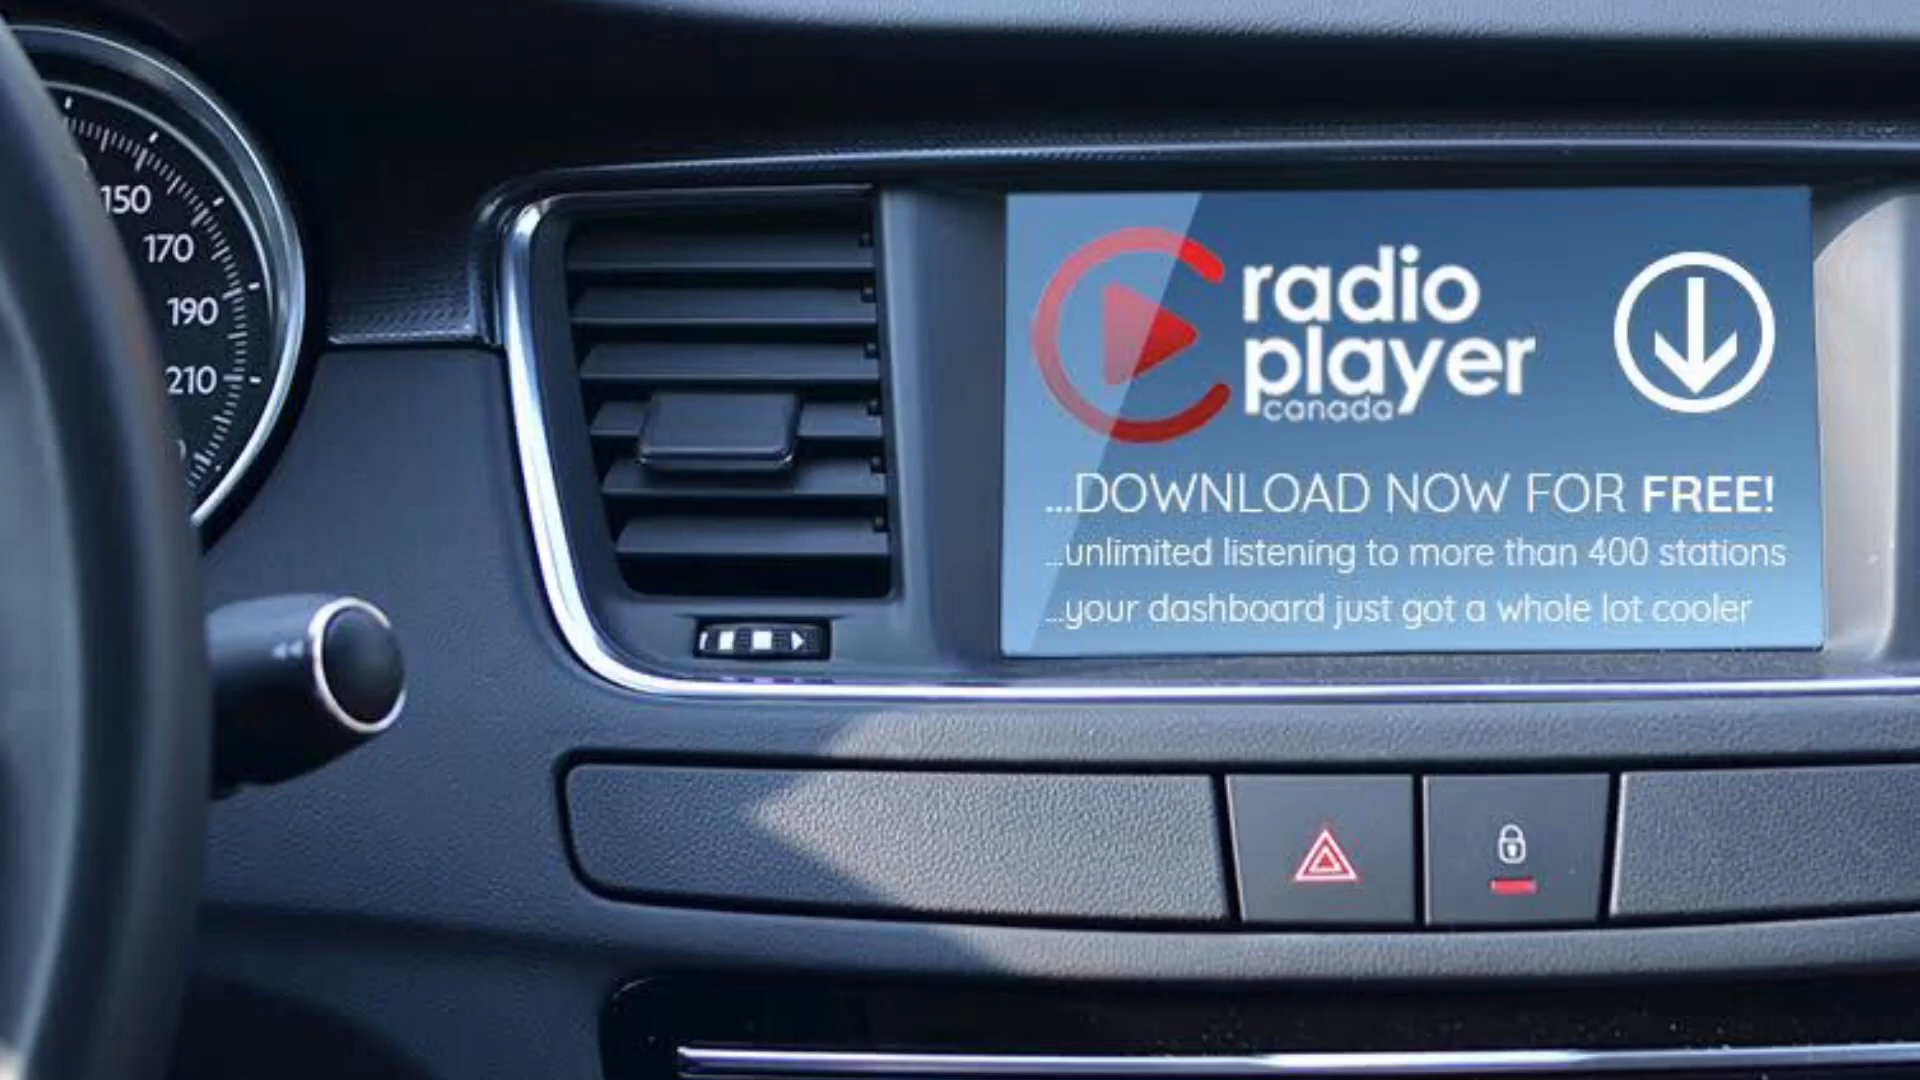 150
170
190
210
radio
player
canada
...DOWNLOAD NOW FOR FREE!
...unlimited listening to more than 400 stations
...your dashboard just got a whole lot cooler